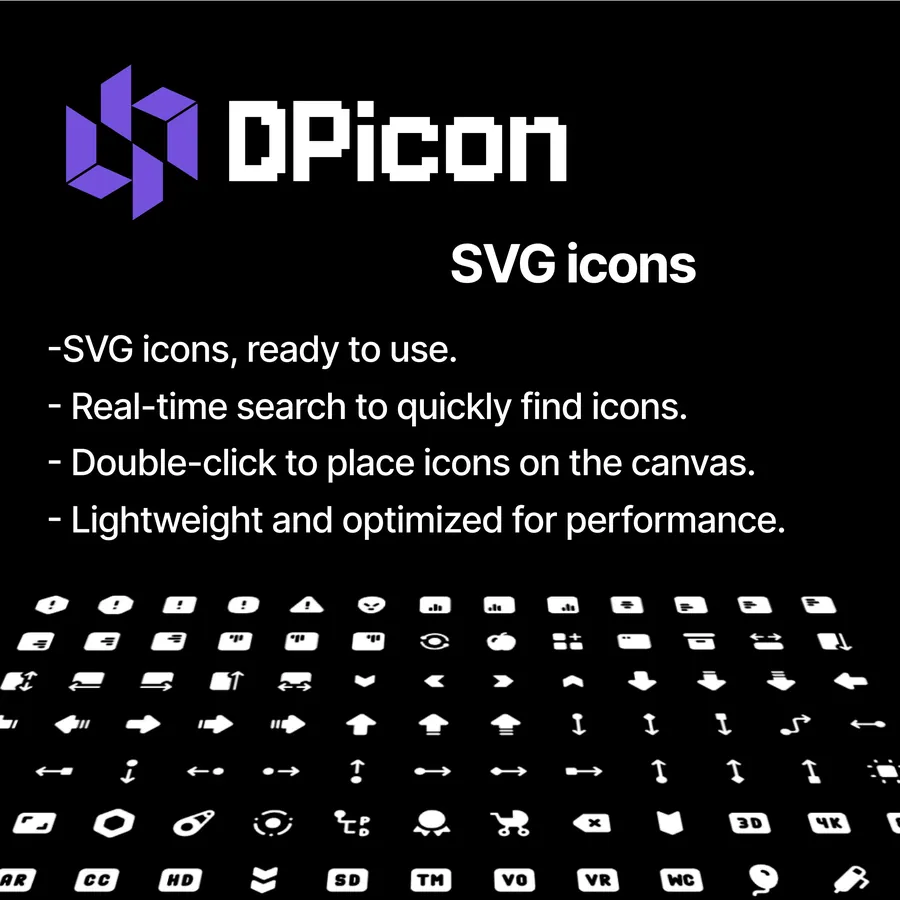 DPicon
SVG icons
-SVG icons, ready to use.
- Real-time search to quickly find icons.
- Double-click to place icons on the canvas.
- Lightweight and optimized for performance.
CPD
3D 4K
AR CC HD SD TM VO VR WC